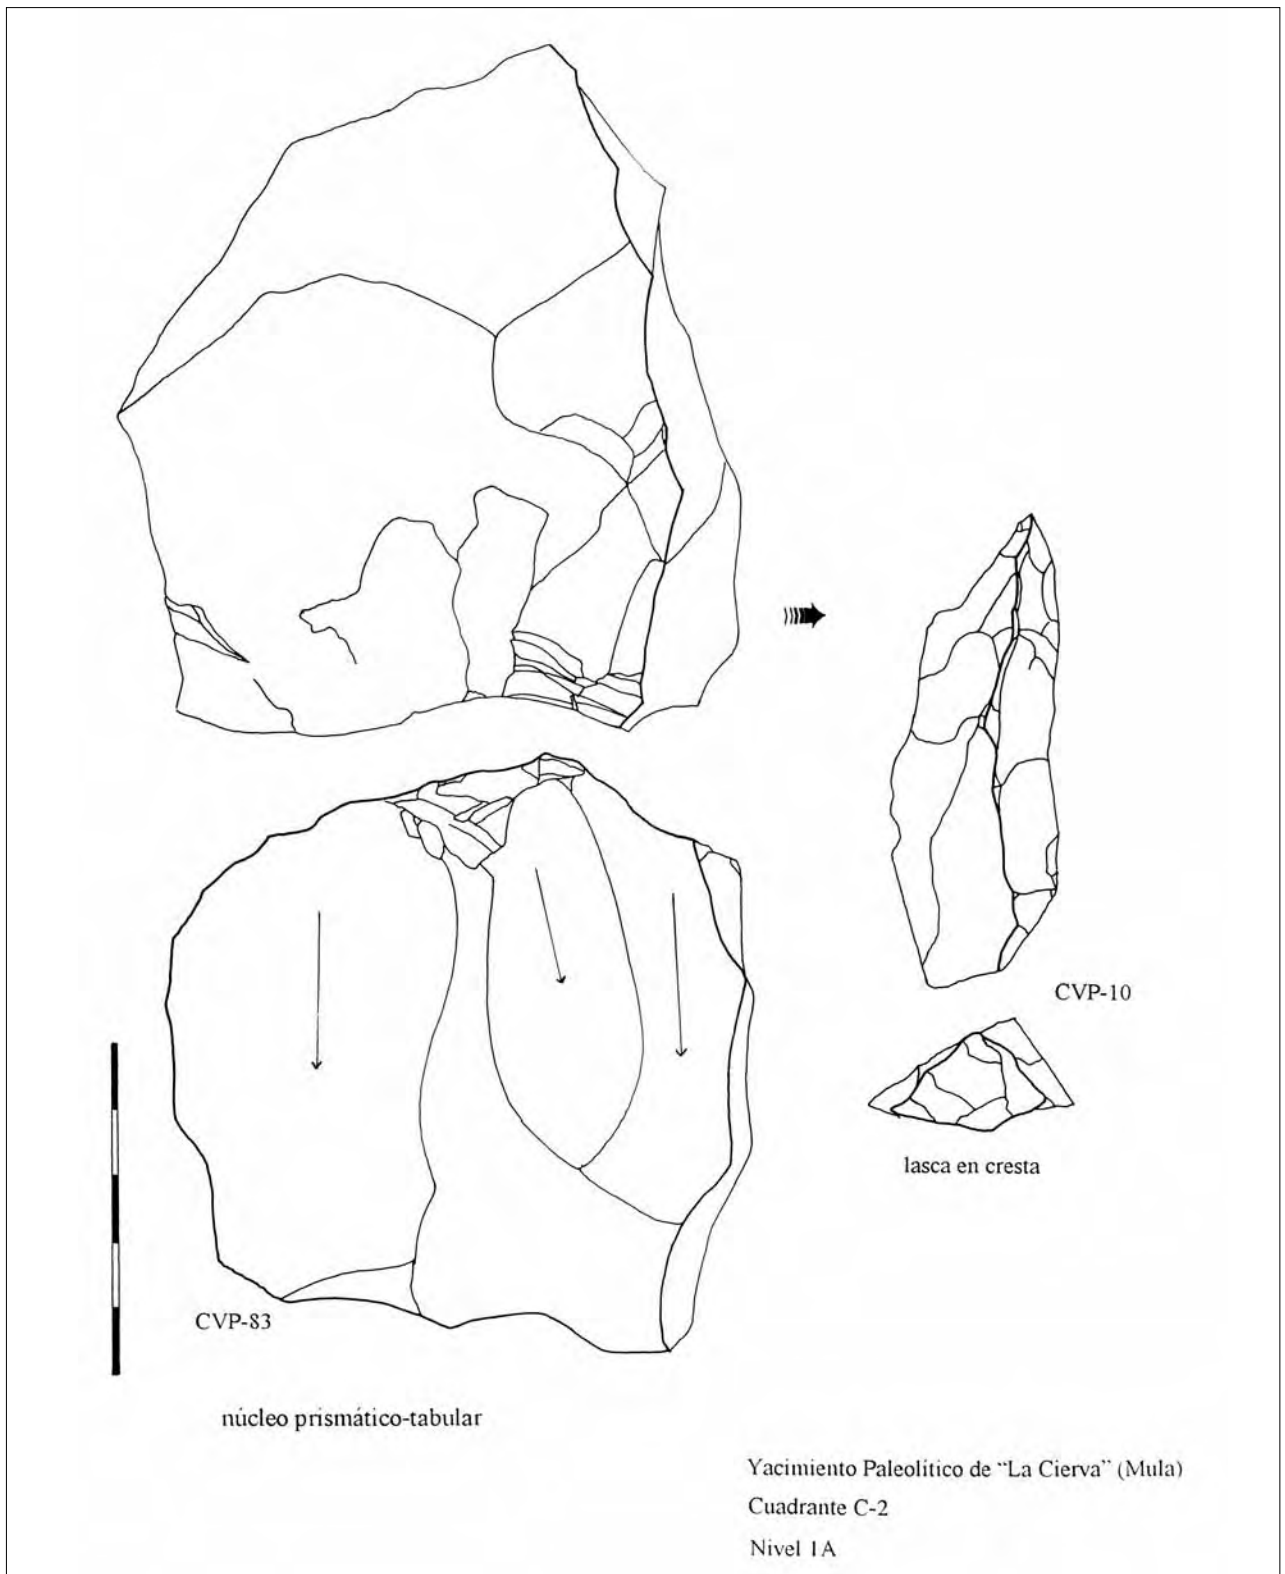 CVP-10
lasca en cresta
CVP-83
núcleo prismático-tabular
Yacimiento Paleolítico de "La Cierva" (Mula)
Cuadrante C-2
Nivel 1A